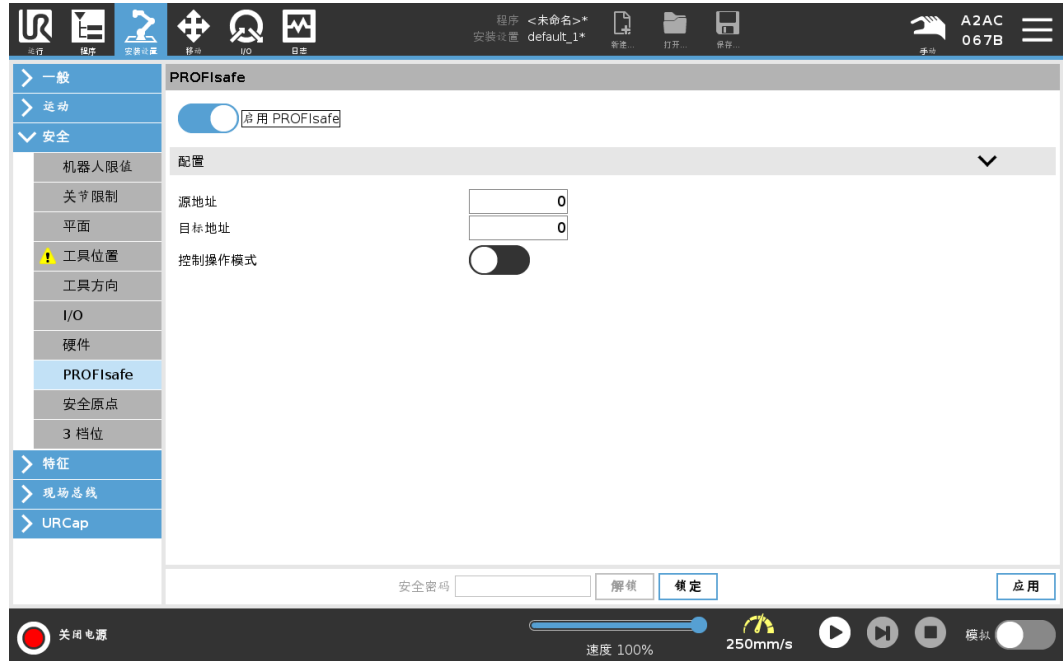 UR
运行
程序
安装设置
移动
I/O
日志
程序 <未命名>*
安装设置 default_1*
新建...
打开...
保存...
手动
A2AC
067B
一般
运动
安全
机器人限值
关节限制
平面
工具位置
工具方向
I/O
硬件
PROFIsafe
安全原点
3 档位
特征
现场总线
URCap
PROFIsafe
启用 PROFIsafe
配置
源地址 0
目标地址 0
控制操作模式
安全密码 解锁 锁定 应用
关闭电源
速度 100%
250mm/s
模拟